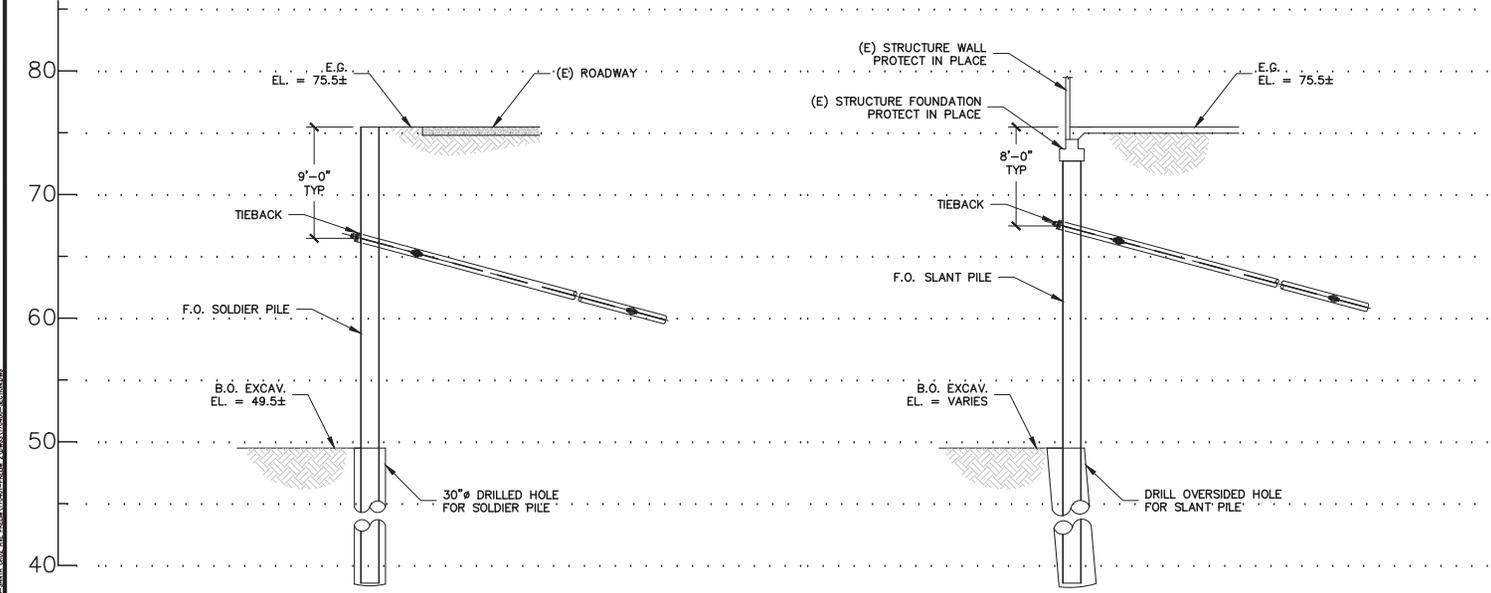 80
70
60
50
40
E.G.
EL. = 75.5±
(E) ROADWAY
9'-0"
TYP
TIEBACK
F.O. SOLDIER PILE
B.O. EXCAV.
EL. = 49.5±
30"ø DRILLED HOLE
FOR SOLDIER PILE
(E) STRUCTURE WALL
PROTECT IN PLACE
E.G.
EL. = 75.5±
(E) STRUCTURE FOUNDATION
PROTECT IN PLACE
8'-0"
TYP
TIEBACK
F.O. SLANT PILE
B.O. EXCAV.
EL. = VARIES
DRILL OVERSIDED HOLE
FOR SLANT PILE